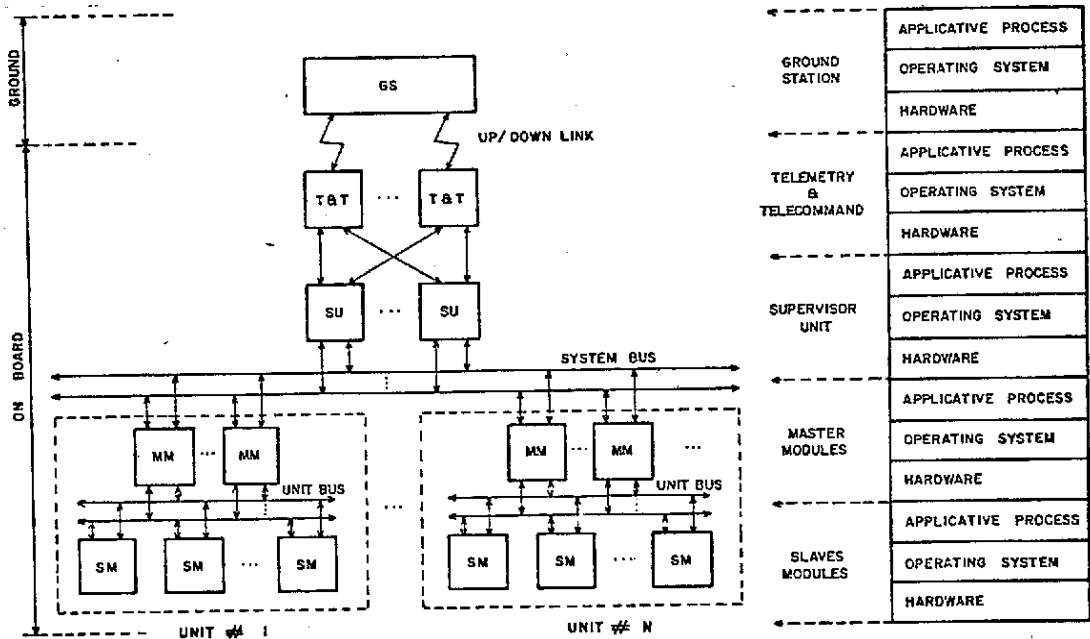 GROUND
ON BOARD
GS
UP/DOWN LINK
T&T ... T&T
SU ... SU
SYSTEM BUS
MM ... MM ...
MM ... MM ...
UNIT BUS
UNIT BUS
...
SM SM ... SM
SM SM ... SM
UNIT # 1
UNIT # N
GROUND
STATION
APPLICATIVE PROCESS
OPERATING SYSTEM
HARDWARE
TELEMETRY
&
TELECOMMAND
APPLICATIVE PROCESS
OPERATING SYSTEM
HARDWARE
SUPERVISOR
UNIT
APPLICATIVE PROCESS
OPERATING SYSTEM
HARDWARE
MASTER
MODULES
APPLICATIVE PROCESS
OPERATING SYSTEM
HARDWARE
SLAVES
MODULES
APPLICATIVE PROCESS
OPERATING SYSTEM
HARDWARE